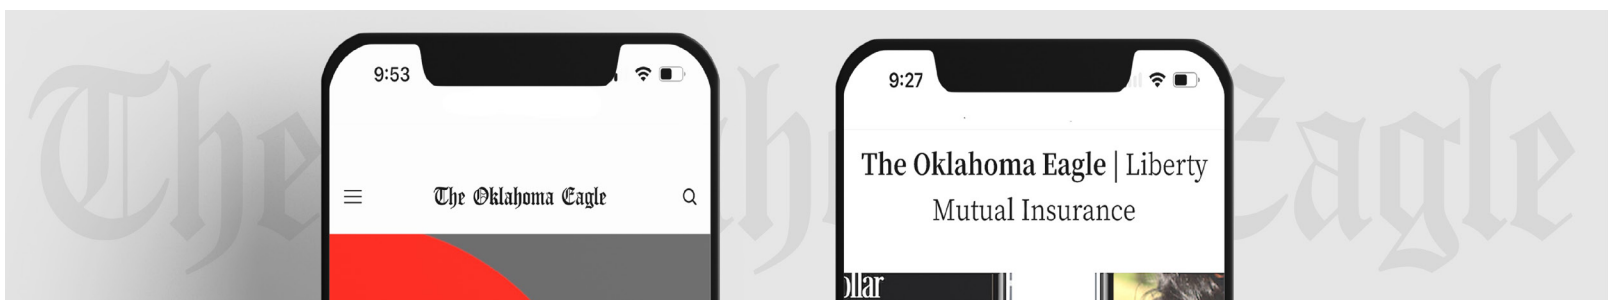 The Oklahoma Eagle
9:53
The Oklahoma Eagle
9:27
The Oklahoma Eagle | Liberty
Mutual Insurance